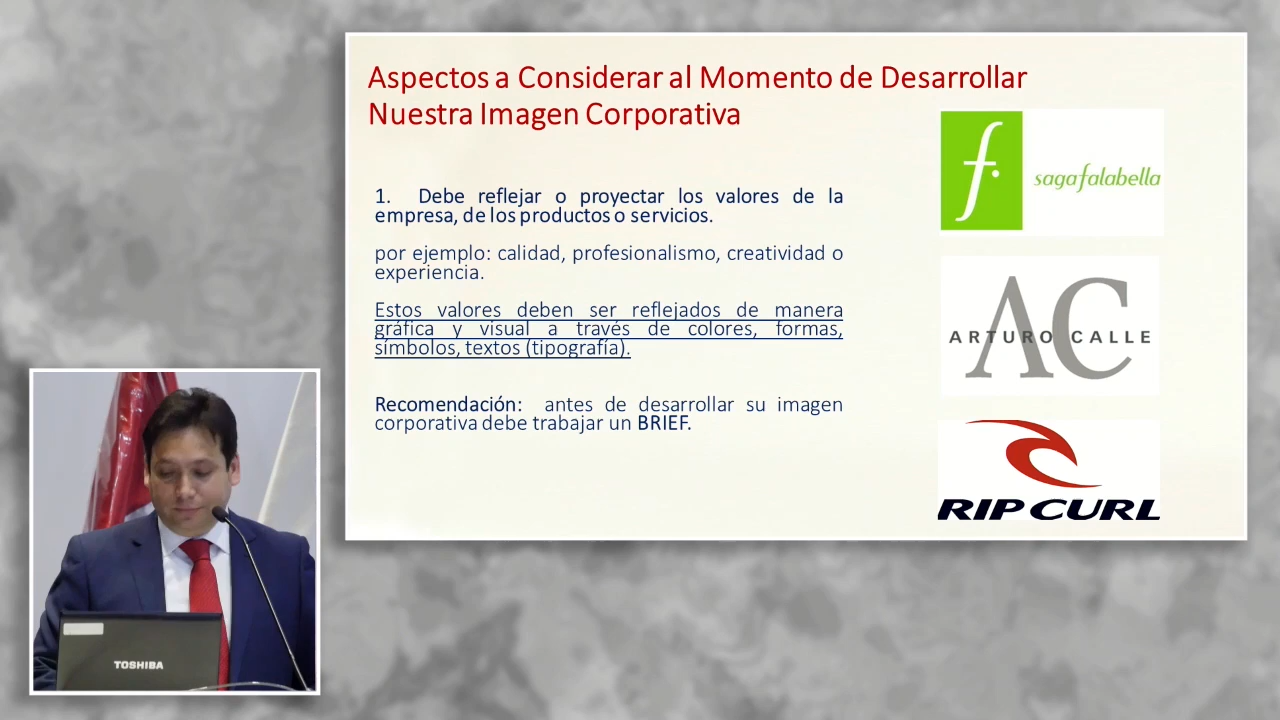 Aspectos a Considerar al Momento de Desarrollar
Nuestra Imagen Corporativa
1. Debe reflejar o proyectar los valores de la
empresa, de los productos o servicios.
por ejemplo: calidad, profesionalismo, creatividad o
experiencia.
Estos valores deben ser reflejados de manera
gráfica y visual a través de colores, formas,
símbolos, textos (tipografía).
Recomendación: antes de desarrollar su imagen
corporativa debe trabajar un BRIEF.
f.
sagafalabella
AC
ARTURO CALLE
RIP CURL
TOSHIBA